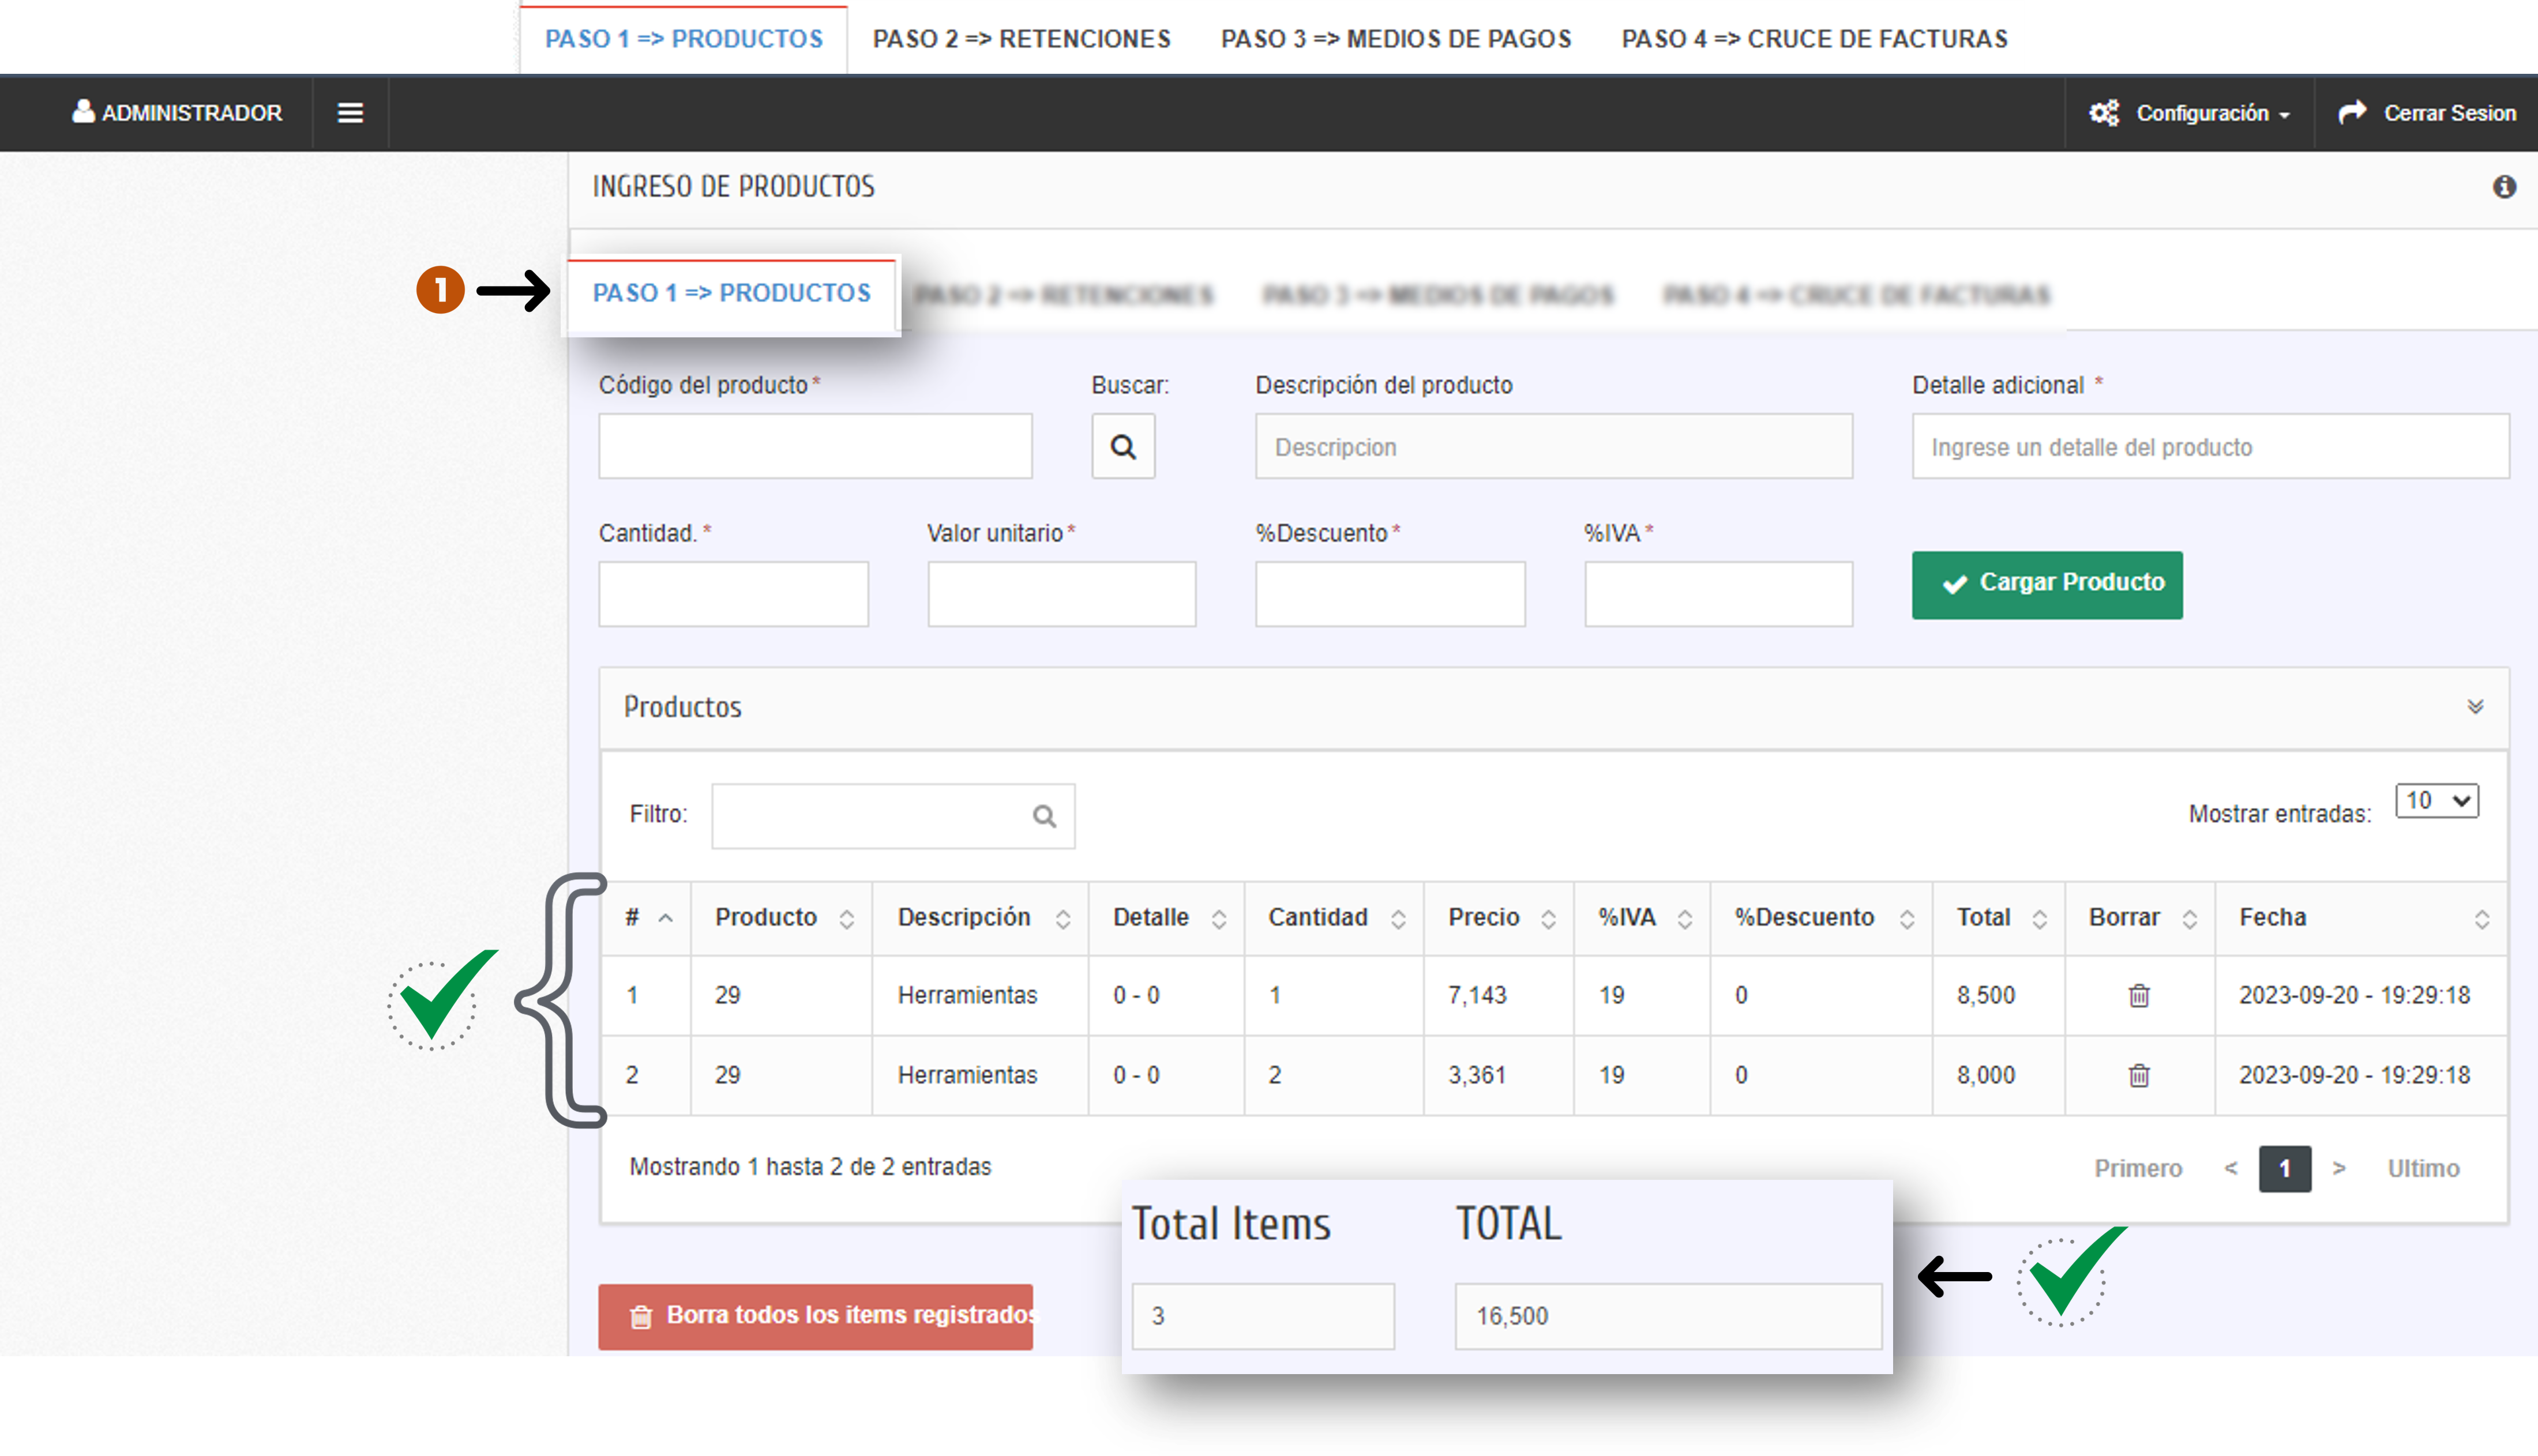 PASO 1 => PRODUCTOS PASO 2 => RETENCIONES PASO 3 => MEDIOS DE PAGOS PASO 4 => CRUCE DE FACTURAS
ADMINISTRADOR Configuración Cerrar Sesion
INGRESO DE PRODUCTOS
1 PASO 1 => PRODUCTOS PASO 2 => RETENCIONES PASO 3 => MEDIOS DE PAGOS PASO 4 => CRUCE DE FACTURAS
Código del producto * Buscar: Descripción del producto Detalle adicional *
Descripcion Ingrese un detalle del producto
Cantidad. * Valor unitario * %Descuento * %IVA *
Cargar Producto
Productos
Filtro: Mostrar entradas: 10
# Producto Descripción Detalle Cantidad Precio %IVA %Descuento Total Borrar Fecha
1 29 Herramientas 0 - 0 1 7,143 19 0 8,500 2023-09-20 - 19:29:18
2 29 Herramientas 0 - 0 2 3,361 19 0 8,000 2023-09-20 - 19:29:18
Mostrando 1 hasta 2 de 2 entradas Primero < 1 > Ultimo
Total Items TOTAL
Borra todos los items registrados 3 16,500